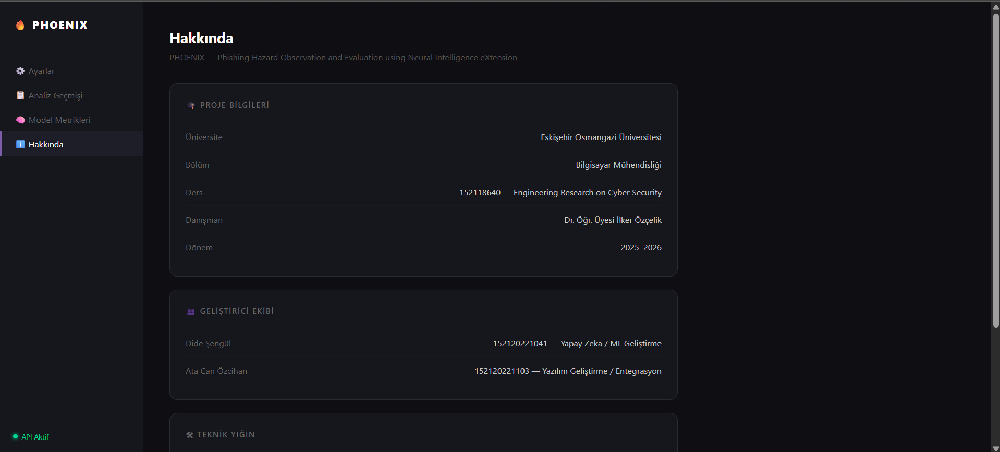 PHOENIX
Ayarlar
Analiz Geçmişi
Model Metrikleri
Hakkında
API Aktif
Hakkında
PHOENIX — Phishing Hazard Observation and Evaluation using Neural Intelligence eXtension
PROJE BİLGİLERİ
Üniversite Eskişehir Osmangazi Üniversitesi
Bölüm Bilgisayar Mühendisliği
Ders 152118640 — Engineering Research on Cyber Security
Danışman Dr. Öğr. Üyesi İlker Özçelik
Dönem 2025–2026
GELİŞTİRİCİ EKİBİ
Dide Şengül 152120221041 — Yapay Zeka / ML Geliştirme
Ata Can Özcihan 152120221103 — Yazılım Geliştirme / Entegrasyon
TEKNİK YIĞIN